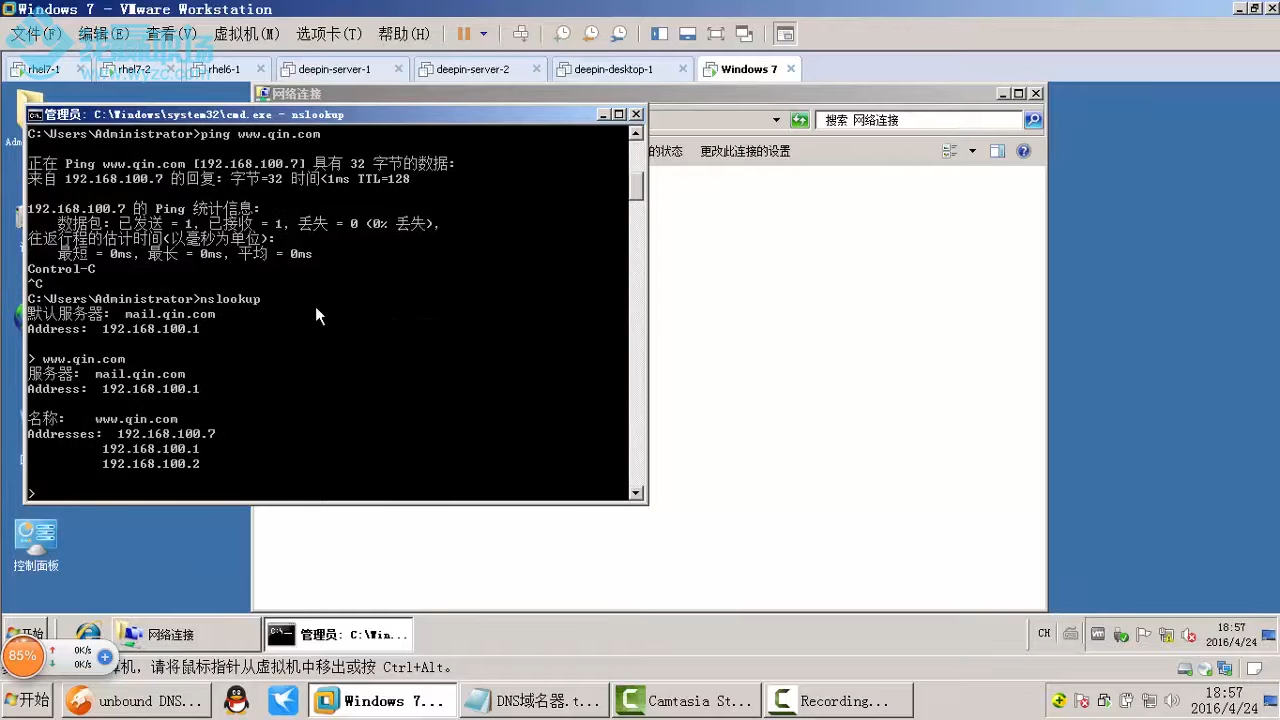 Windows 7 - VMware Workstation
文件(F) 编辑(E) 查看(V) 虚拟机(M) 选项卡(T) 帮助(H)
rhel7-1 rhel7-2 rhel6-1 deepin-server-1 deepin-server-2 deepin-desktop-1 Windows 7
网络连接
搜索 网络连接
的状态 更改此连接的设置
管理员: C:\Windows\system32\cmd.exe - nslookup
C:\Users\Administrator>ping www.qin.com
正在 Ping www.qin.com [192.168.100.7] 具有 32 字节的数据:
来自 192.168.100.7 的回复: 字节=32 时间<1ms TTL=128
192.168.100.7 的 Ping 统计信息:
数据包: 已发送 = 1, 已接收 = 1, 丢失 = 0 (0% 丢失),
往返行程的估计时间(以毫秒为单位):
最短 = 0ms, 最长 = 0ms, 平均 = 0ms
Control-C
^C
C:\Users\Administrator>nslookup
默认服务器: mail.qin.com
Address: 192.168.100.1
> www.qin.com
服务器: mail.qin.com
Address: 192.168.100.1
名称: www.qin.com
Addresses: 192.168.100.7
192.168.100.1
192.168.100.2
>
Adm
控制面板
开始 网络连接 管理员: C:\Win... CH 18:57
2016/4/24
85% 0K/s
0K/s
机, 请将鼠标指针从虚拟机中移出或按 Ctrl+Alt。
开始 unbound DNS... Windows 7... DNS域名器.t... Camtasia St... Recording... 18:57
2016/4/24